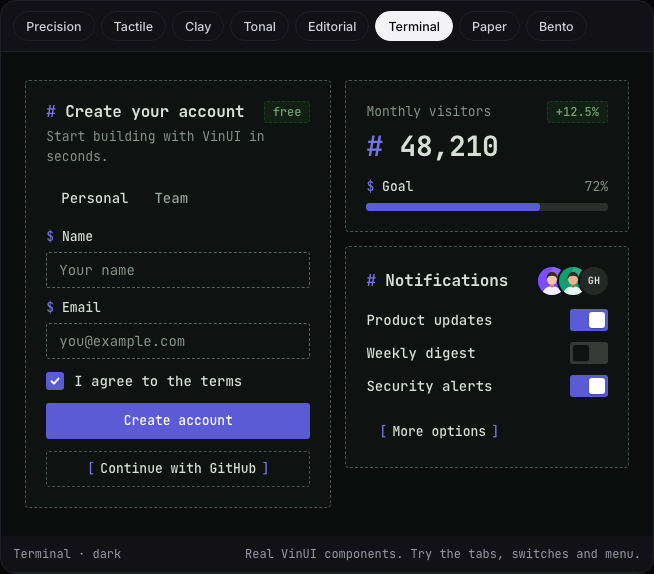 Precision Tactile Clay Tonal Editorial Terminal Paper Bento
# Create your account free
Start building with VinUI in
seconds.
Personal Team
$ Name
Your name
$ Email
you@example.com
I agree to the terms
Create account
[ Continue with GitHub ]
Monthly visitors +12.5%
# 48,210
$ Goal 72%
# Notifications GH
Product updates
Weekly digest
Security alerts
[ More options ]
Terminal · dark Real VinUI components. Try the tabs, switches and menu.